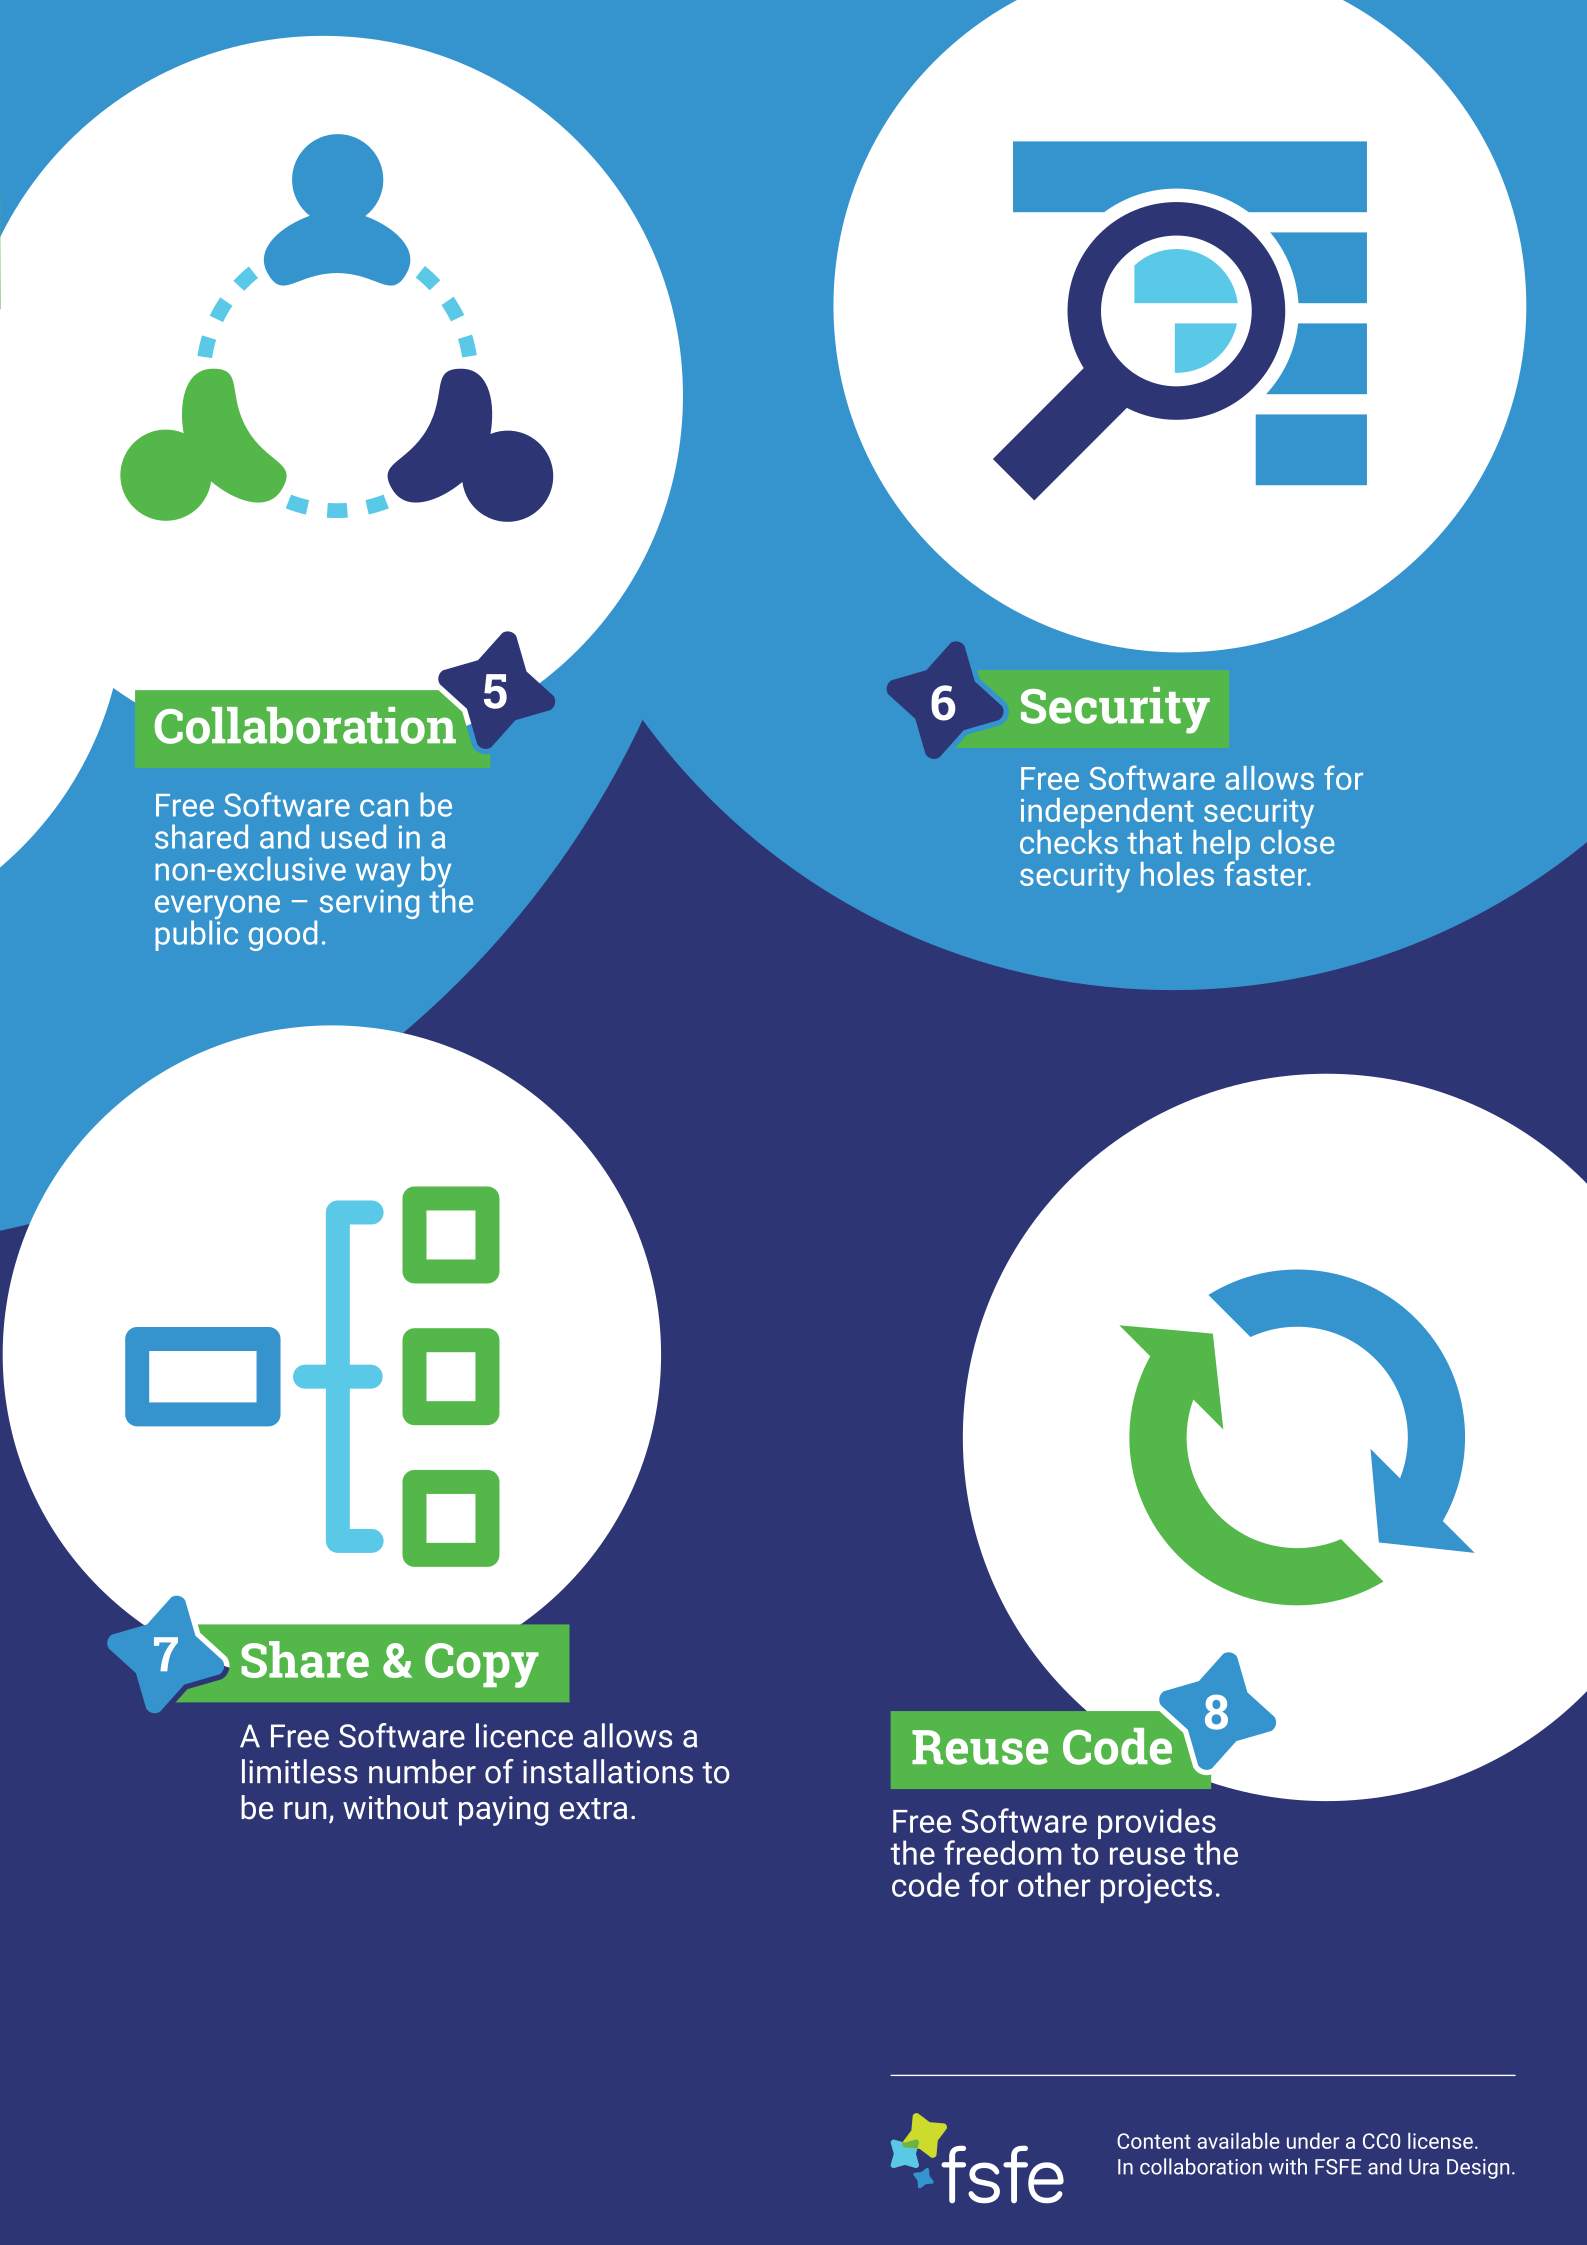 5
Collaboration
Free Software can be
shared and used in a
non-exclusive way by
everyone – serving the
public good.
6
Security
Free Software allows for
independent security
checks that help close
security holes faster.
7
Share & Copy
A Free Software licence allows a
limitless number of installations to
be run, without paying extra.
8
Reuse Code
Free Software provides
the freedom to reuse the
code for other projects.
fsfe
Content available under a CC0 license.
In collaboration with FSFE and Ura Design.